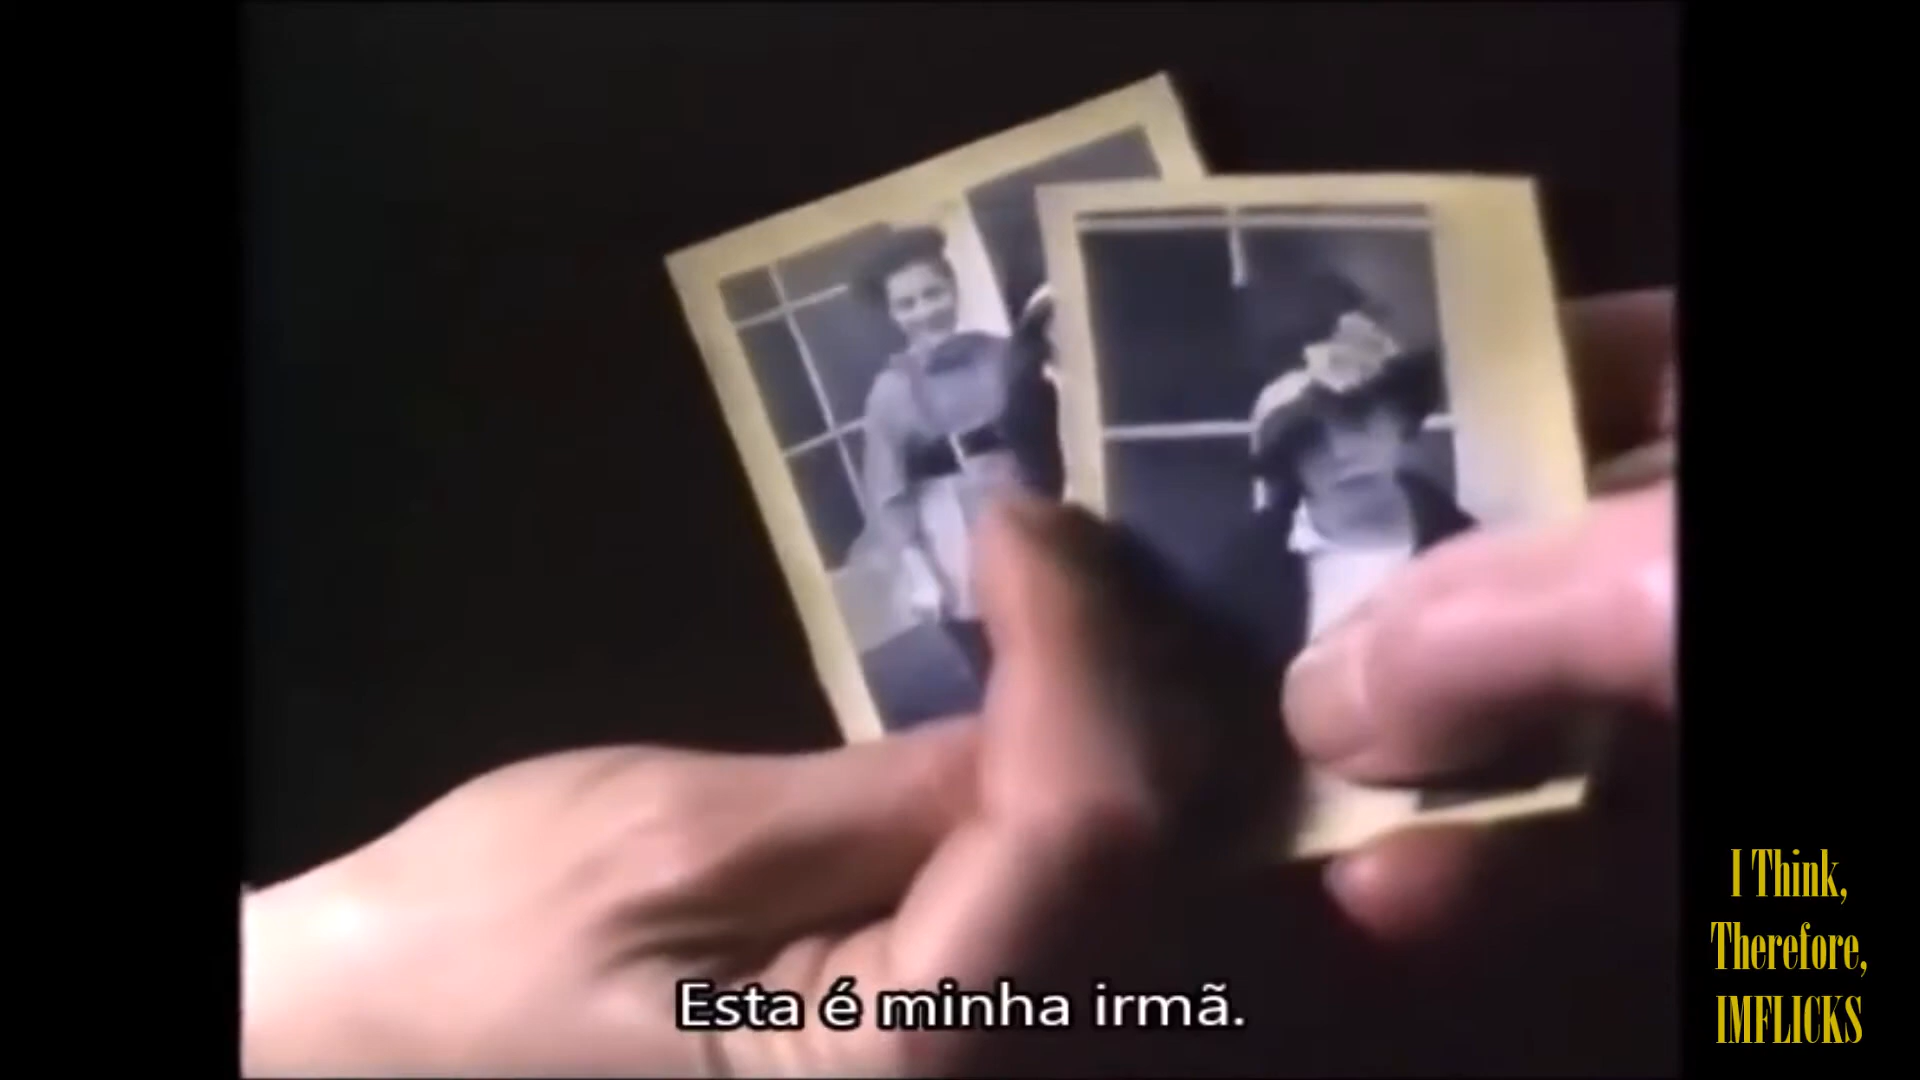 Esta é minha irmã.
I Think,
Therefore,
IMFLICKS